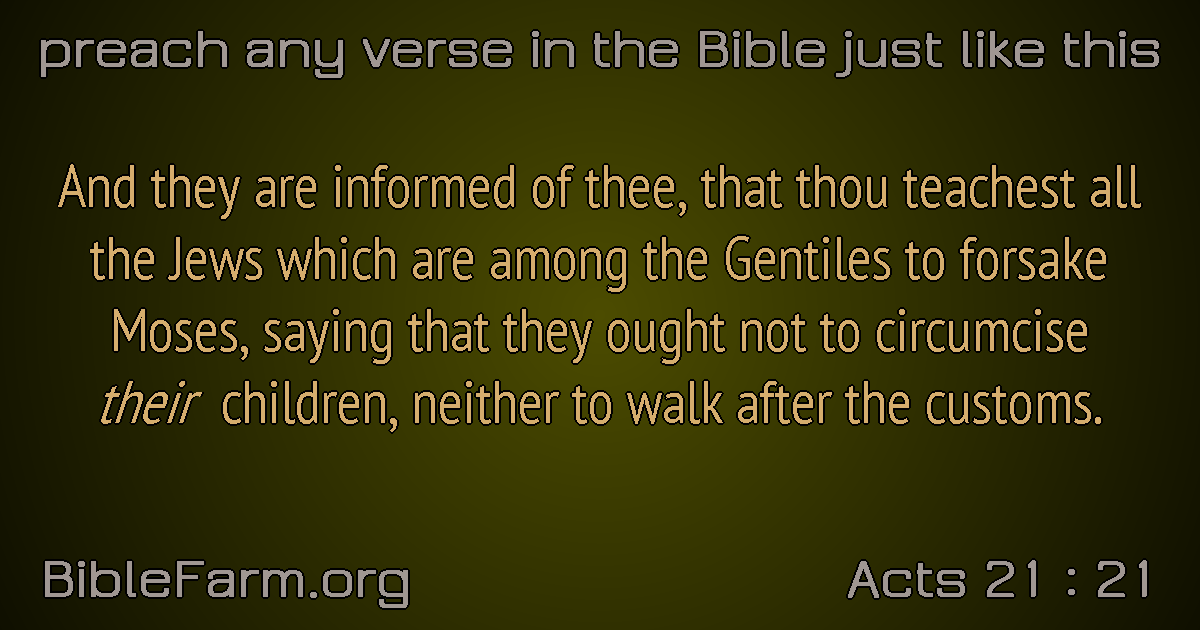 preach any verse in the Bible just like this
And they are informed of thee, that thou teachest all
the Jews which are among the Gentiles to forsake
Moses, saying that they ought not to circumcise
their children, neither to walk after the customs.
BibleFarm.org
Acts 21 : 21